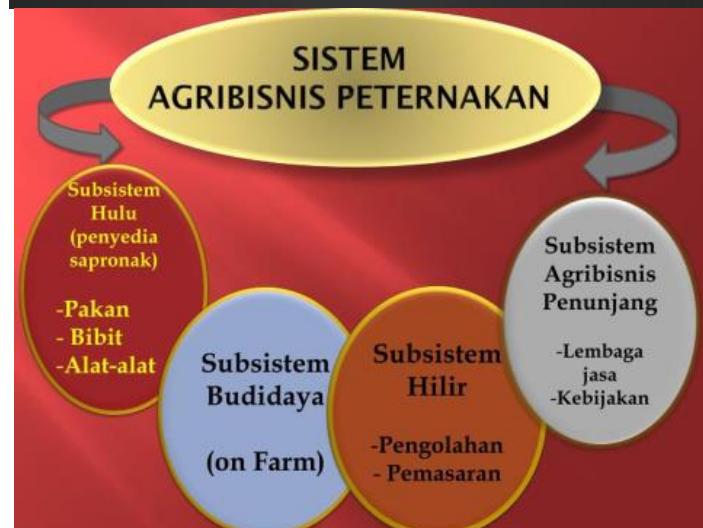 SISTEM
AGRIBISNIS PETERNAKAN
Subsistem
Hulu
(penyedia
sapronak)
-Pakan
- Bibit
-Alat-alat
Subsistem
Budidaya
(on Farm)
Subsistem
Hilir
-Pengolahan
- Pemasaran
Subsistem
Agribisnis
Penunjang
-Lembaga
jasa
-Kebijakan